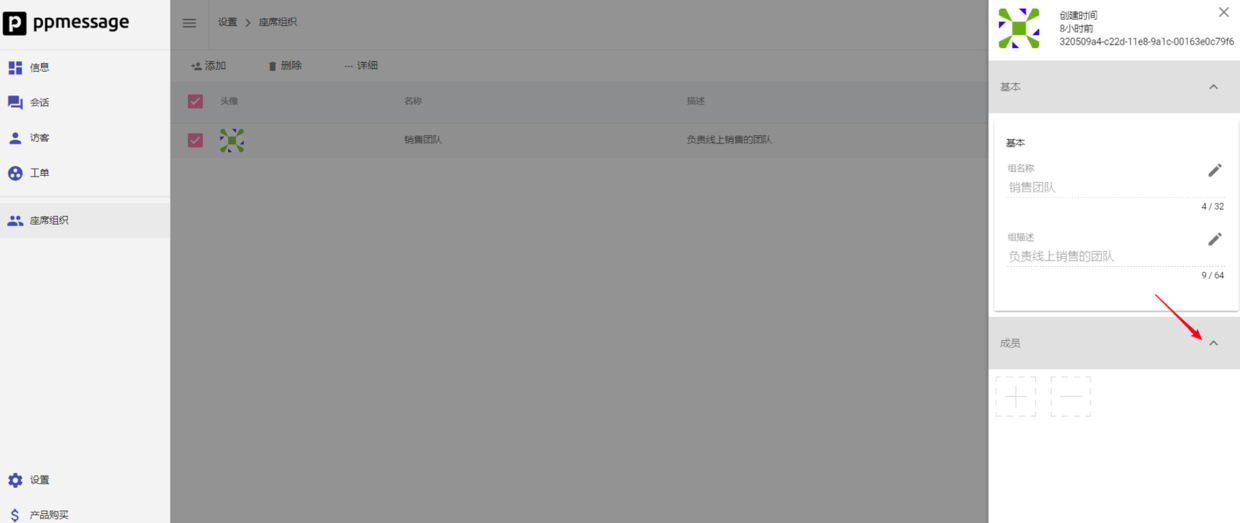 ppmessage
信息
会话
访客
工单
座席组织
设置
产品购买
设置 > 座席组织
添加 删除 ... 详细
头像 名称 描述
销售团队 负责线上销售的团队
创建时间
8小时前
320509a4-c22d-11e8-9a1c-00163e0c79f6
基本
基本
组名称
销售团队
4 / 32
组描述
负责线上销售的团队
9 / 64
成员